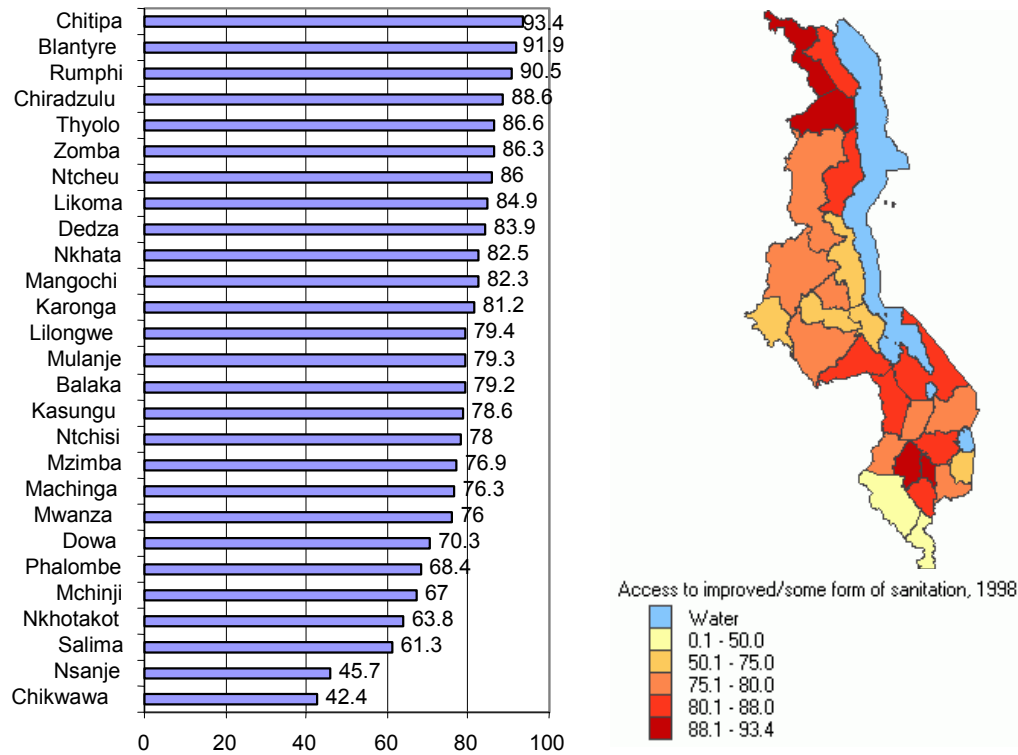 Chitipa 93.4
Blantyre 91.9
Rumphi 90.5
Chiradzulu 88.6
Thyolo 86.6
Zomba 86.3
Ntcheu 86
Likoma 84.9
Dedza 83.9
Nkhata 82.5
Mangochi 82.3
Karonga 81.2
Lilongwe 79.4
Mulanje 79.3
Balaka 79.2
Kasungu 78.6
Ntchisi 78
Mzimba 76.9
Machinga 76.3
Mwanza 76
Dowa 70.3
Phalombe 68.4
Mchinji 67
Nkhotakot 63.8
Salima 61.3
Nsanje 45.7
Chikwawa 42.4
0 20 40 60 80 100
Access to improved/some form of sanitation, 1998
Water
0.1 - 50.0
50.1 - 75.0
75.1 - 80.0
80.1 - 88.0
88.1 - 93.4